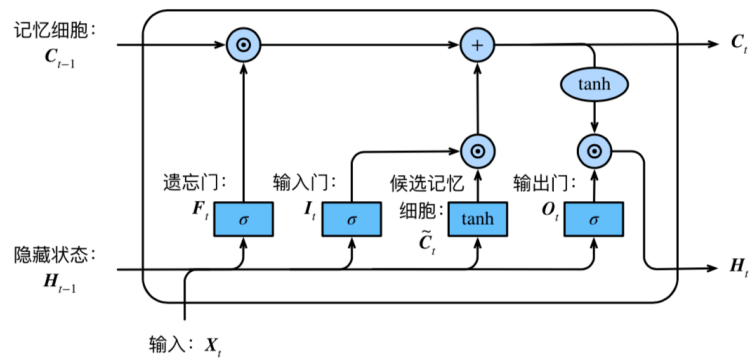 记忆细胞：
C_{t−1}
C_t
+
tanh
遗忘门：
F_t
输入门：
I_t
候选记忆
细胞：
C̃_t
输出门：
O_t
σ
σ
tanh
σ
隐藏状态：
H_{t−1}
H_t
输入：X_t